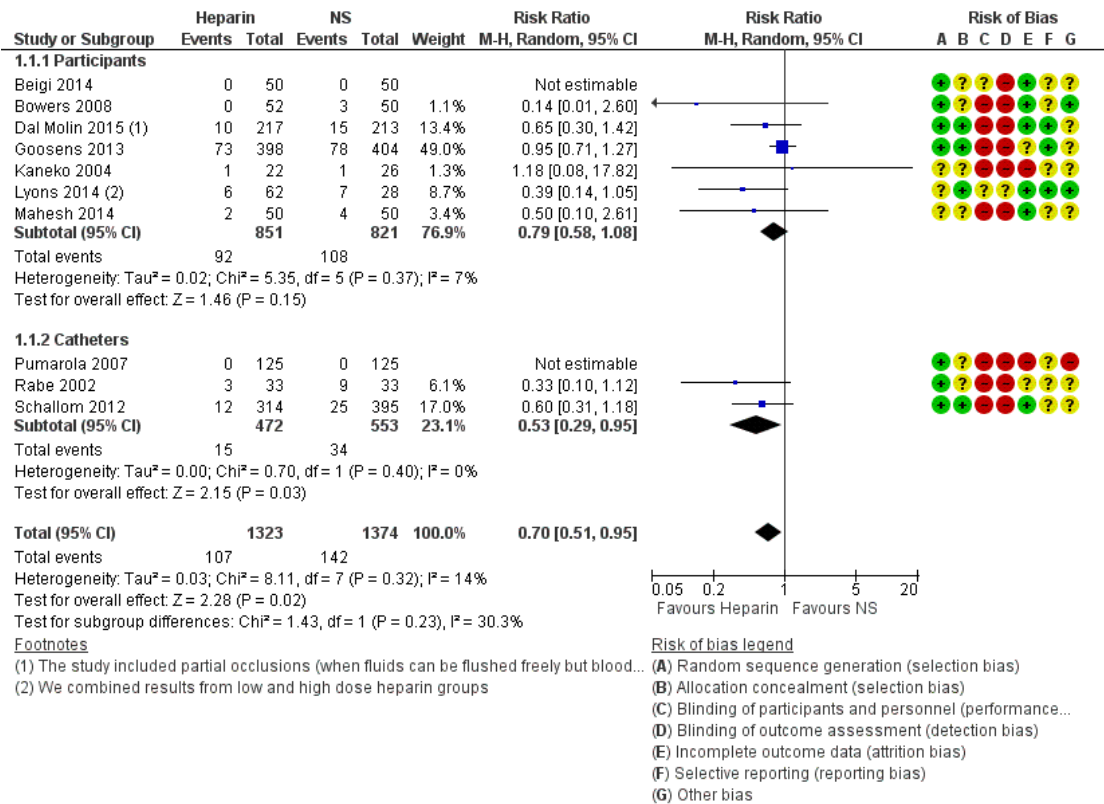 Heparin NS Risk Ratio Risk Ratio Risk of Bias
Study or Subgroup Events Total Events Total Weight M-H, Random, 95% CI M-H, Random, 95% CI A B C D E F G
1.1.1 Participants
Beigi 2014 0 50 0 50 Not estimable + ? ? - + ? ?
Bowers 2008 0 52 3 50 1.1% 0.14 [0.01, 2.60] + ? - - + ? +
Dal Molin 2015 (1) 10 217 15 213 13.4% 0.65 [0.30, 1.42] + + - - + + ?
Goosens 2013 73 398 78 404 49.0% 0.95 [0.71, 1.27] + + - - ? + ?
Kaneko 2004 1 22 1 26 1.3% 1.18 [0.08, 17.82] ? ? - - - ? ?
Lyons 2014 (2) 6 62 7 28 8.7% 0.39 [0.14, 1.05] ? + ? ? + + +
Mahesh 2014 2 50 4 50 3.4% 0.50 [0.10, 2.61] ? ? - - + ? ?
Subtotal (95% CI) 851 821 76.9% 0.79 [0.58, 1.08]
Total events 92 108
Heterogeneity: Tau² = 0.02; Chi² = 5.35, df = 5 (P = 0.37); I² = 7%
Test for overall effect: Z = 1.46 (P = 0.15)
1.1.2 Catheters
Pumarola 2007 0 125 0 125 Not estimable + ? - - - ? -
Rabe 2002 3 33 9 33 6.1% 0.33 [0.10, 1.12] + ? - - ? ? ?
Schallom 2012 12 314 25 395 17.0% 0.60 [0.31, 1.18] + + - - + ? ?
Subtotal (95% CI) 472 553 23.1% 0.53 [0.29, 0.95]
Total events 15 34
Heterogeneity: Tau² = 0.00; Chi² = 0.70, df = 1 (P = 0.40); I² = 0%
Test for overall effect: Z = 2.15 (P = 0.03)
Total (95% CI) 1323 1374 100.0% 0.70 [0.51, 0.95]
Total events 107 142
Heterogeneity: Tau² = 0.03; Chi² = 8.11, df = 7 (P = 0.32); I² = 14%
Test for overall effect: Z = 2.28 (P = 0.02)
Test for subgroup differences: Chi² = 1.43, df = 1 (P = 0.23), I² = 30.3%
0.05 0.2 1 5 20
Favours Heparin Favours NS
Footnotes
(1) The study included partial occlusions (when fluids can be flushed freely but blood...
(2) We combined results from low and high dose heparin groups
Risk of bias legend
(A) Random sequence generation (selection bias)
(B) Allocation concealment (selection bias)
(C) Blinding of participants and personnel (performance...
(D) Blinding of outcome assessment (detection bias)
(E) Incomplete outcome data (attrition bias)
(F) Selective reporting (reporting bias)
(G) Other bias